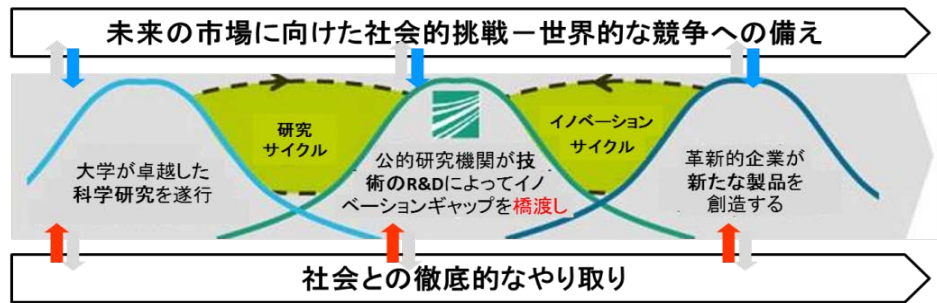 未来の市場に向けた社会的挑戦－世界的な競争への備え
研究
サイクル
イノベーション
サイクル
大学が卓越した
科学研究を遂行
公的研究機関が技
術のR&Dによってイノ
ベーションギャップを橋渡し
革新的企業が
新たな製品を
創造する
社会との徹底的なやり取り